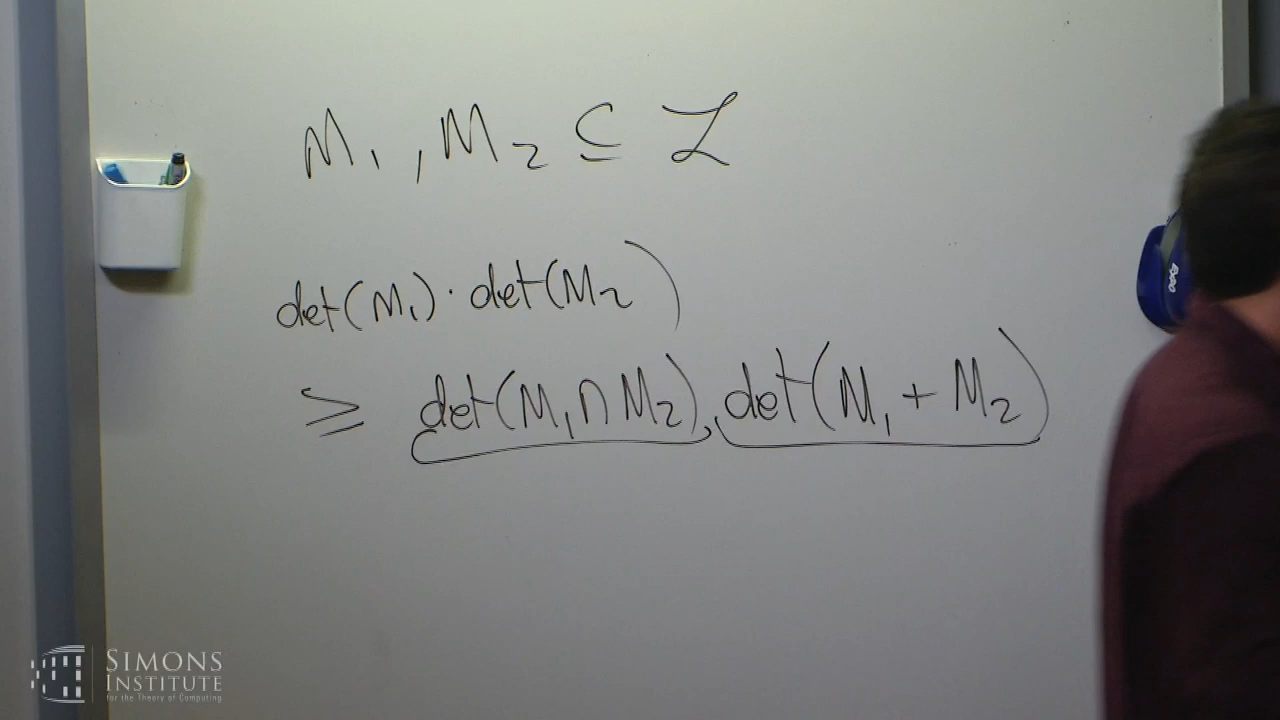 M₁, M₂ ⊆ ℒ
det(M₁) · det(M₂)
≥ det(M₁ ∩ M₂) · det(M₁ + M₂)
EXPO
SIMONS
INSTITUTE
for the Theory of Computing